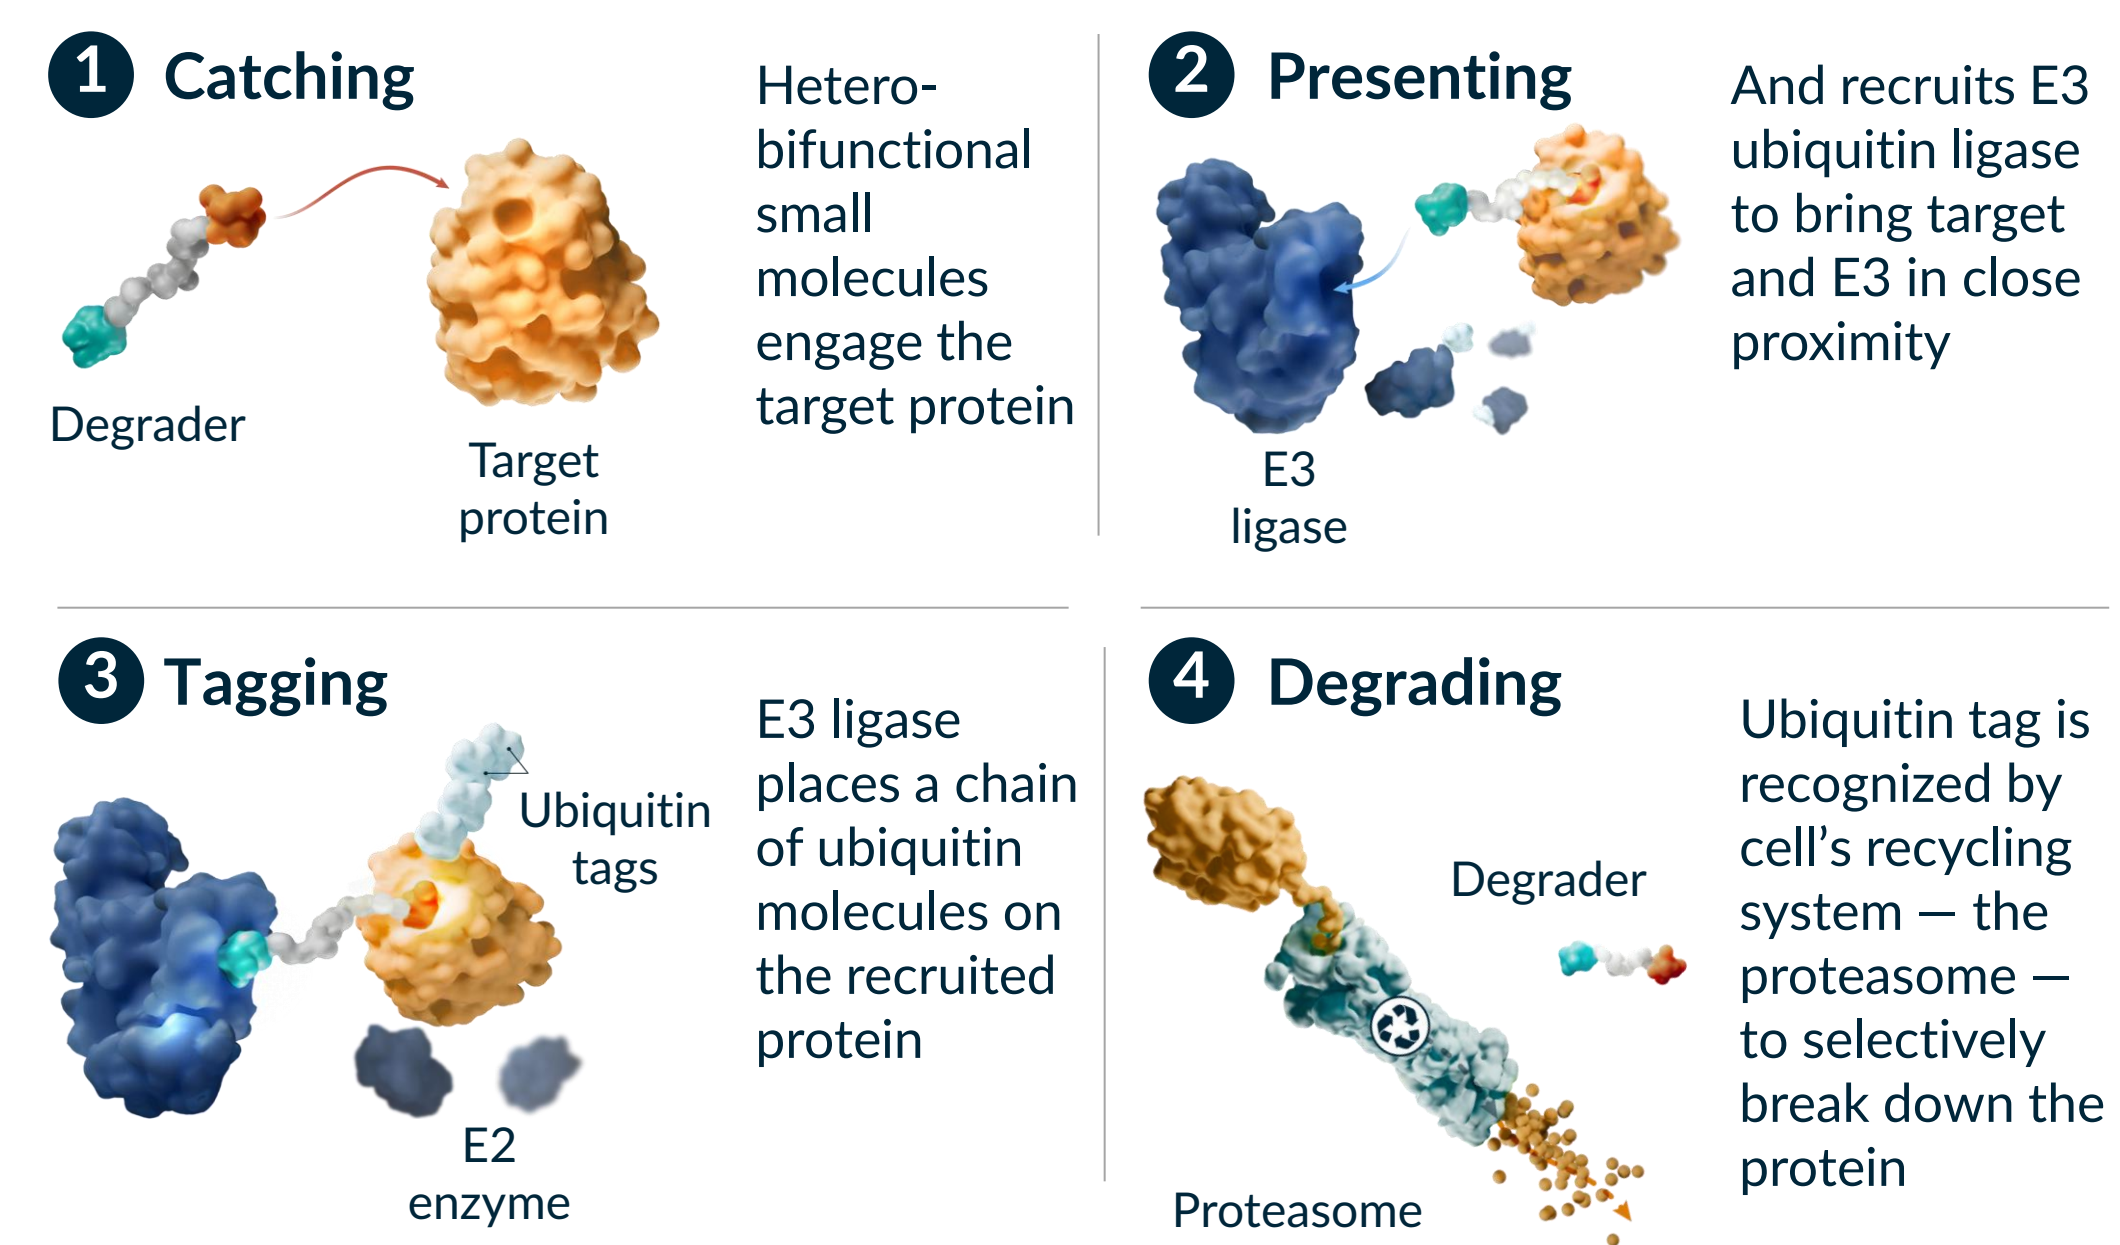 1 Catching
Hetero-
bifunctional
small
molecules
engage the
target protein
Degrader
Target
protein
2 Presenting
And recruits E3
ubiquitin ligase
to bring target
and E3 in close
proximity
E3
ligase
3 Tagging
Ubiquitin
tags
E3 ligase
places a chain
of ubiquitin
molecules on
the recruited
protein
E2
enzyme
4 Degrading
Degrader
Ubiquitin tag is
recognized by
cell’s recycling
system — the
proteasome —
to selectively
break down the
protein
Proteasome